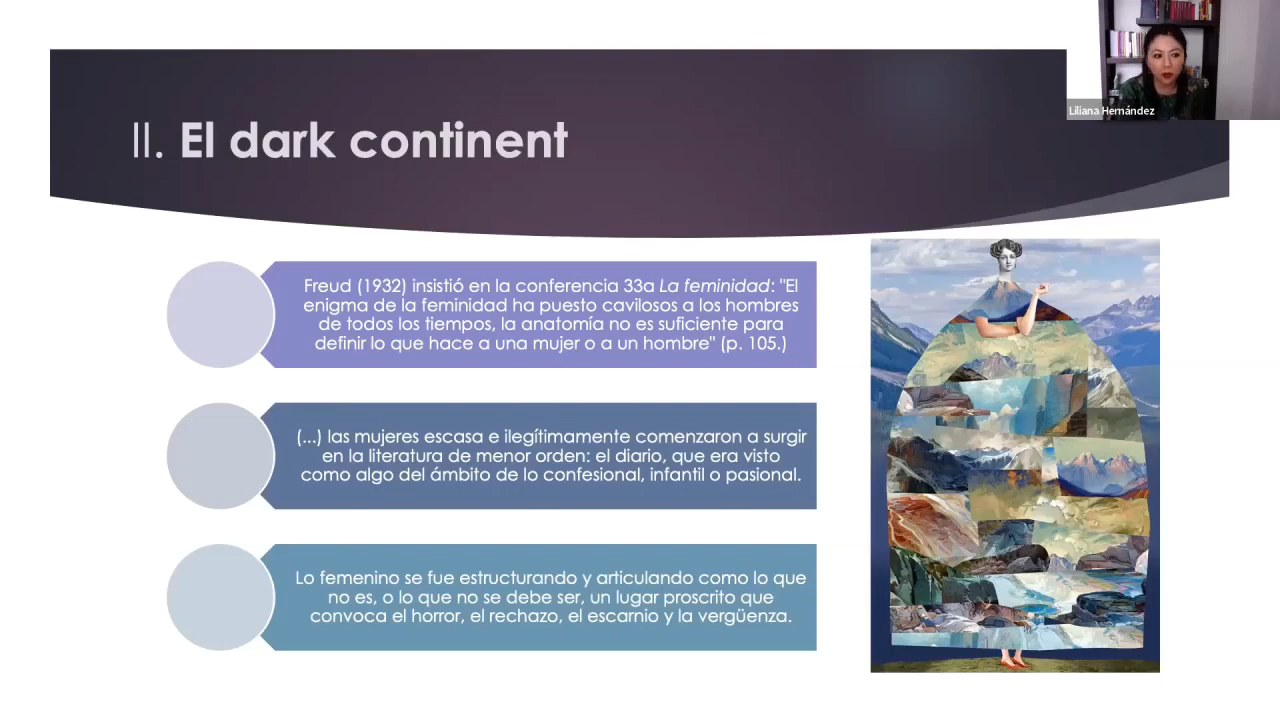 II. El dark continent
Liliana Hernández
Freud (1932) insistió en la conferencia 33a La feminidad: "El
enigma de la feminidad ha puesto cavilosos a los hombres
de todos los tiempos, la anatomía no es suficiente para
definir lo que hace a una mujer o a un hombre" (p. 105.)
(...) las mujeres escasa e ilegítimamente comenzaron a surgir
en la literatura de menor orden: el diario, que era visto
como algo del ámbito de lo confesional, infantil o pasional.
Lo femenino se fue estructurando y articulando como lo que
no es, o lo que no se debe ser, un lugar proscrito que
convoca el horror, el rechazo, el escarnio y la vergüenza.